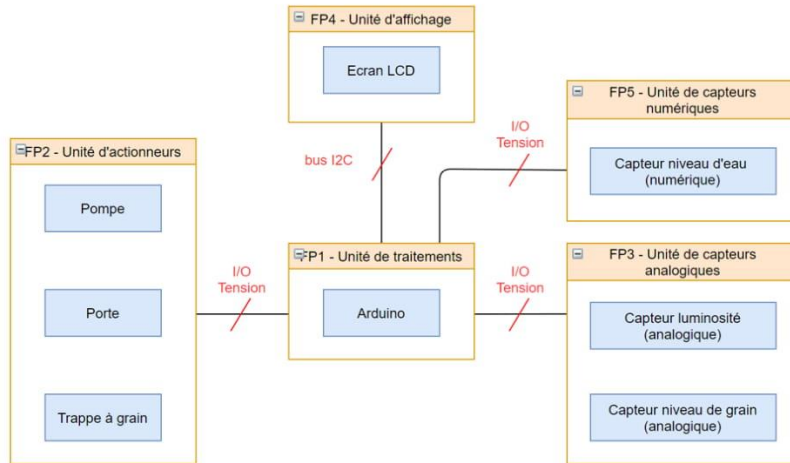 FP4 - Unité d'affichage
Ecran LCD
bus I2C
FP5 - Unité de capteurs
numériques
Capteur niveau d'eau
(numérique)
I/O
Tension
FP2 - Unité d'actionneurs
Pompe
Porte
Trappe à grain
I/O
Tension
FP1 - Unité de traitements
Arduino
I/O
Tension
FP3 - Unité de capteurs
analogiques
Capteur luminosité
(analogique)
Capteur niveau de grain
(analogique)